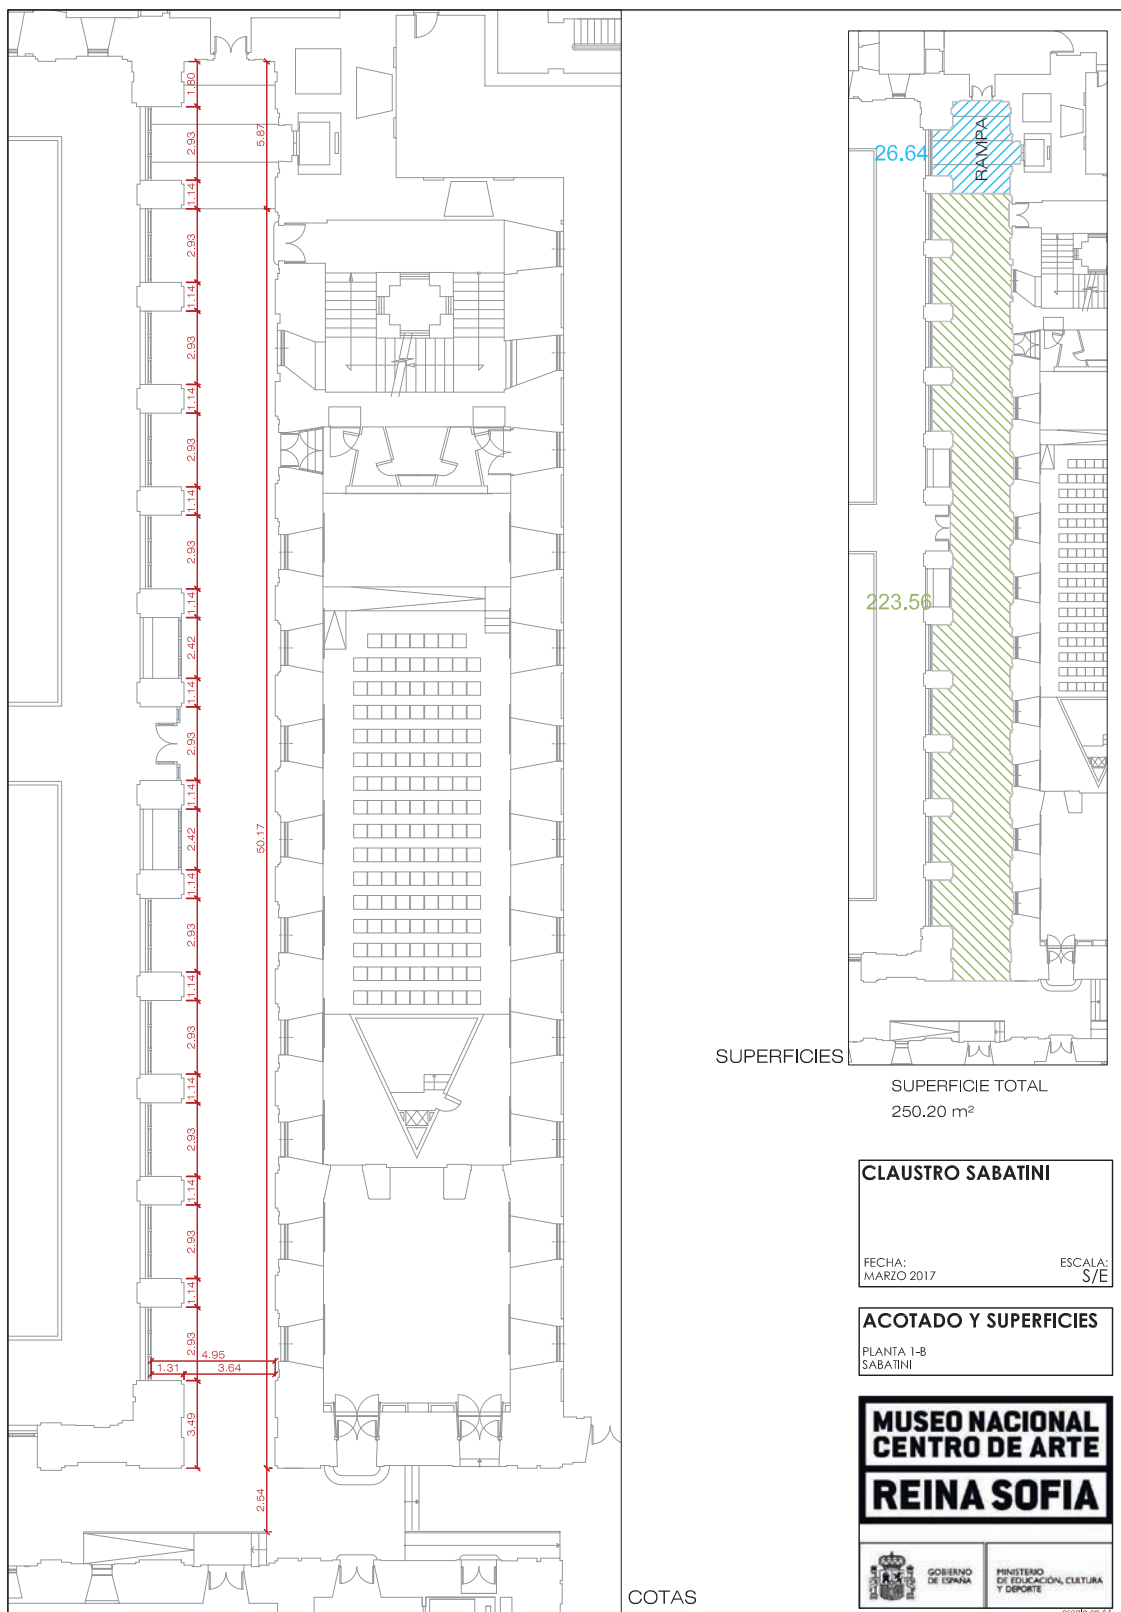 1.80
5.87
2.93
1.14
2.93
1.14
2.93
1.14
2.93
1.14
2.93
1.14
2.42
1.14
2.93
1.14
2.42
50.17
1.14
2.93
1.14
2.93
1.14
2.93
1.14
2.93
1.14
2.93
4.95
1.31
3.64
3.49
2.54
COTAS
26.64
RAMPA
223.56
SUPERFICIES
SUPERFICIE TOTAL
250.20 m²
CLAUSTRO SABATINI
FECHA:
MARZO 2017
ESCALA:
S/E
ACOTADO Y SUPERFICIES
PLANTA 1-B
SABATINI
MUSEO NACIONAL
CENTRO DE ARTE
REINA SOFIA
GOBIERNO
DE ESPAÑA
MINISTERIO
DE EDUCACIÓN, CULTURA
Y DEPORTE